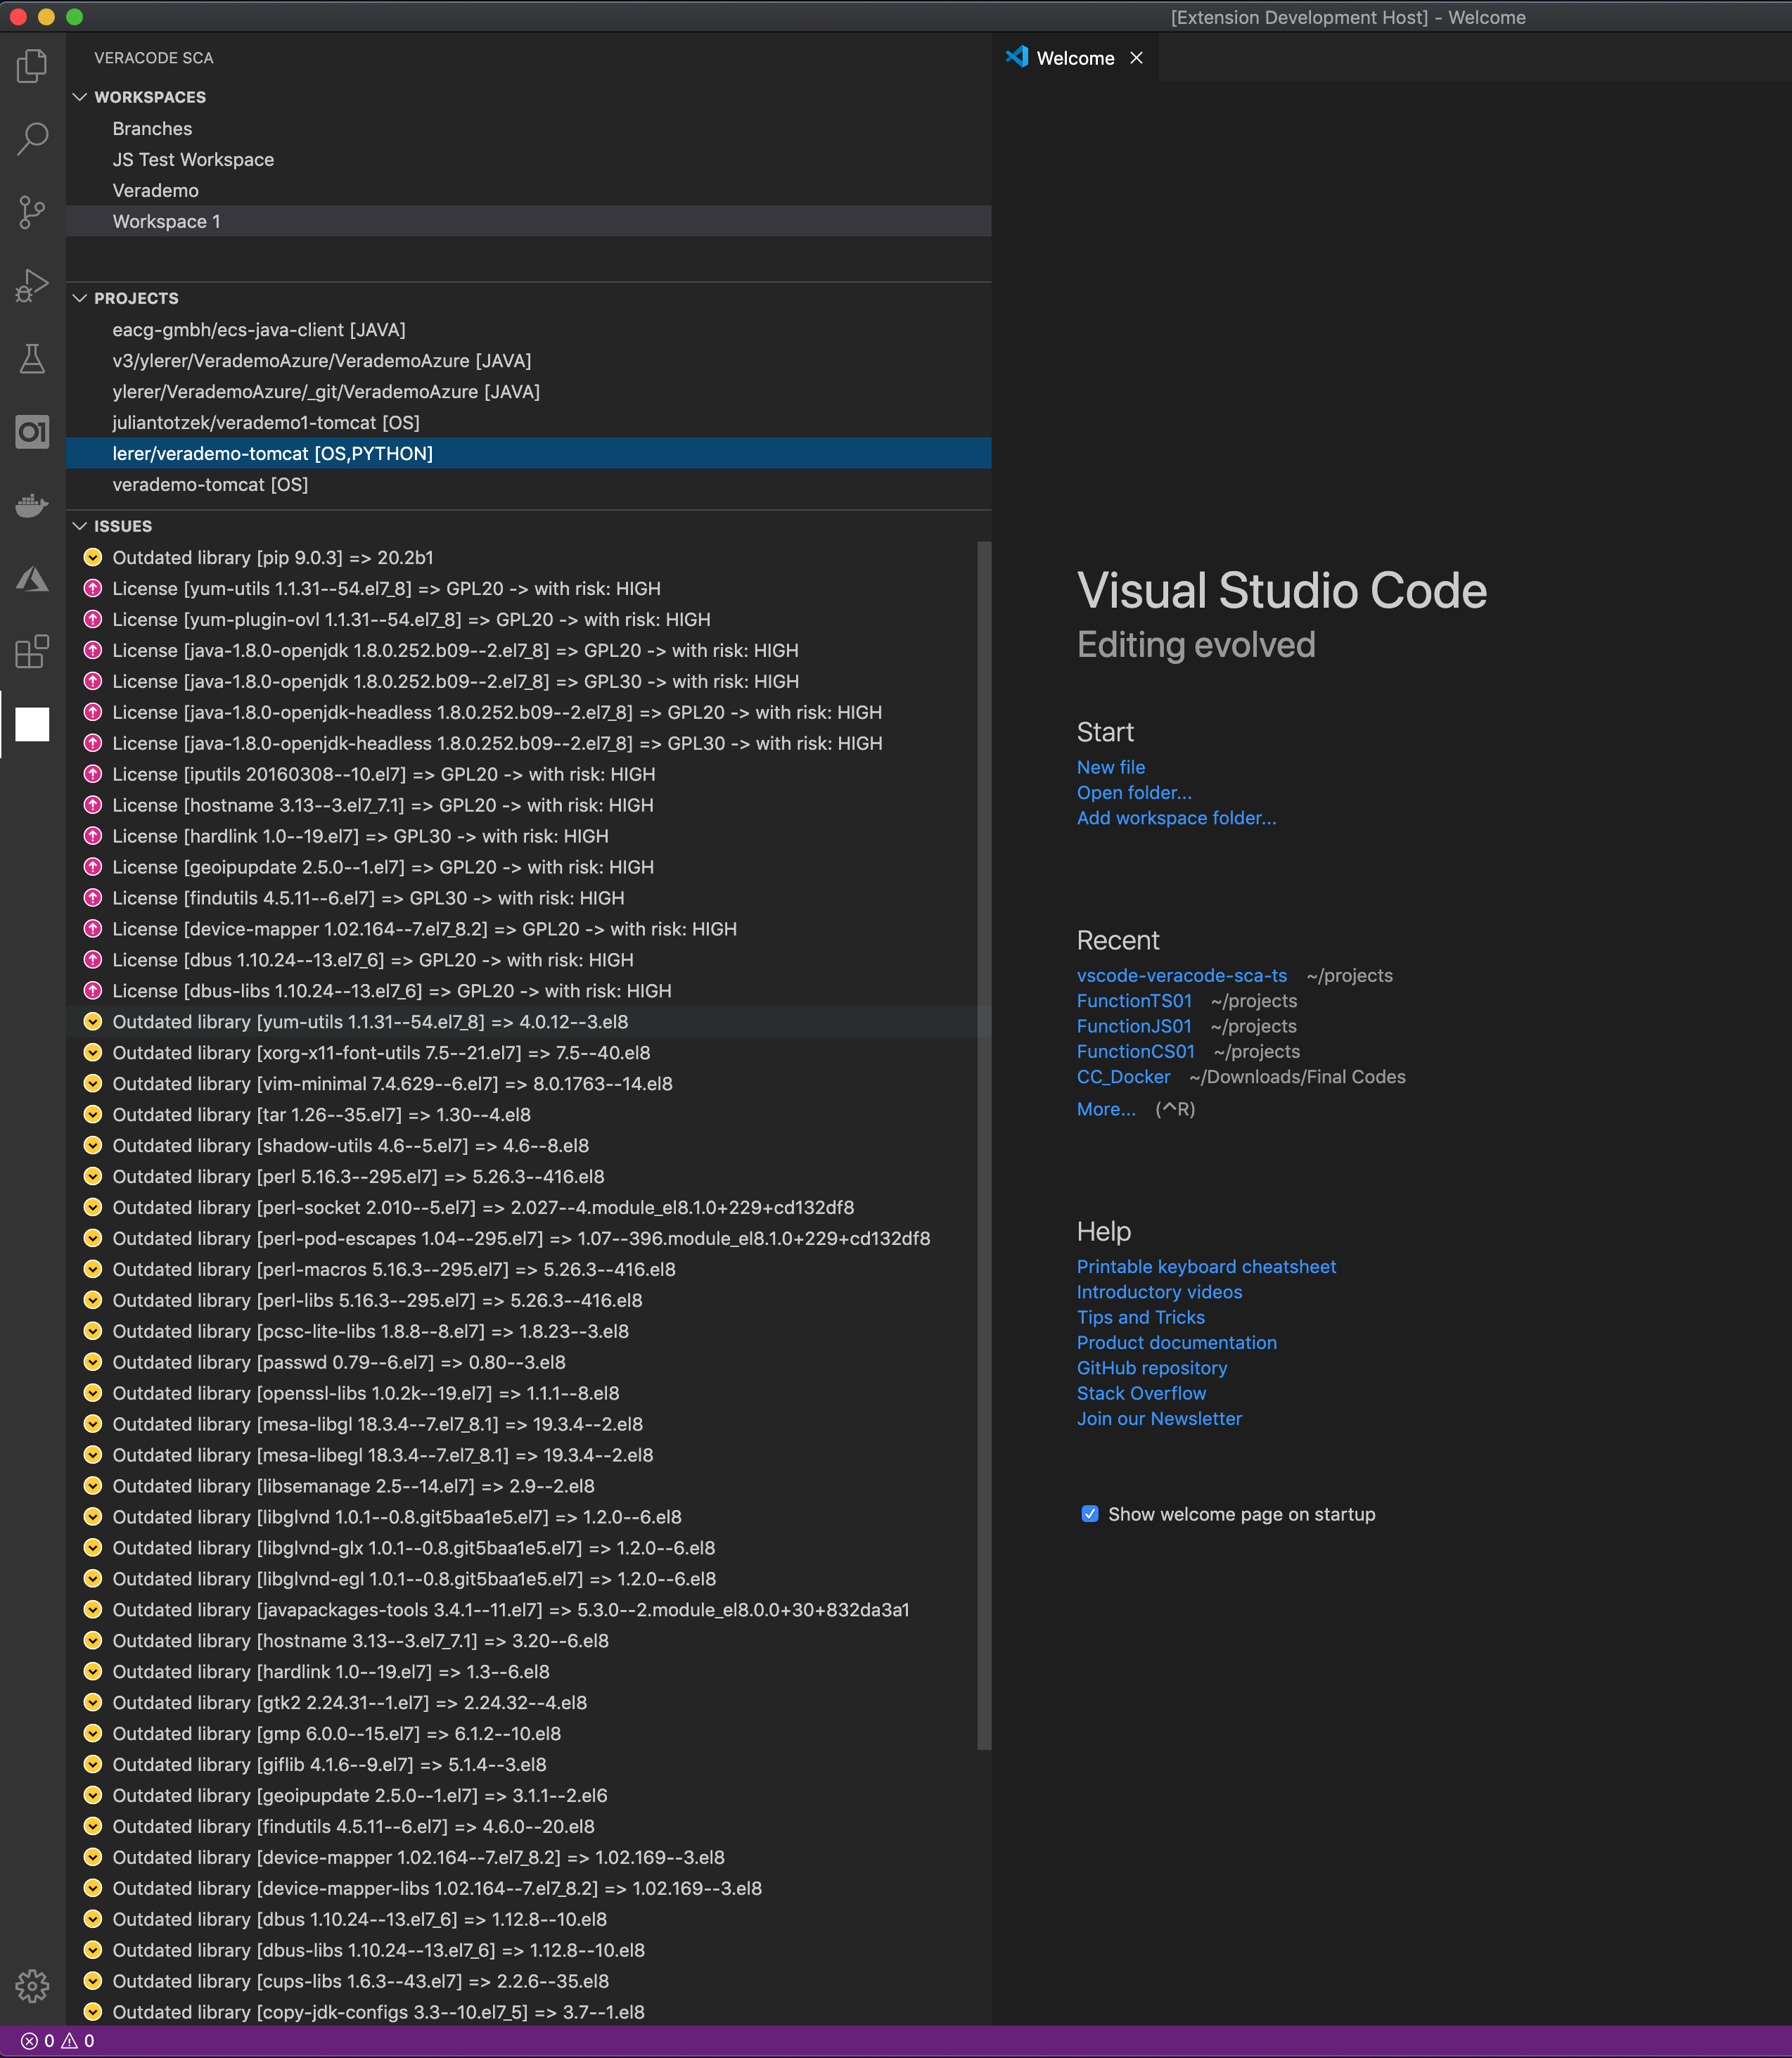 [Extension Development Host] - Welcome
VERACODE SCA
WORKSPACES
Branches
JS Test Workspace
Verademo
Workspace 1
PROJECTS
eacg-gmbh/ecs-java-client [JAVA]
v3/ylerer/VerademoAzure/VerademoAzure [JAVA]
ylerer/VerademoAzure/_git/VerademoAzure [JAVA]
juliantotzek/verademo1-tomcat [OS]
lerer/verademo-tomcat [OS,PYTHON]
verademo-tomcat [OS]
ISSUES
Outdated library [pip 9.0.3] => 20.2b1
License [yum-utils 1.1.31--54.el7_8] => GPL20 -> with risk: HIGH
License [yum-plugin-ovl 1.1.31--54.el7_8] => GPL20 -> with risk: HIGH
License [java-1.8.0-openjdk 1.8.0.252.b09--2.el7_8] => GPL20 -> with risk: HIGH
License [java-1.8.0-openjdk 1.8.0.252.b09--2.el7_8] => GPL30 -> with risk: HIGH
License [java-1.8.0-openjdk-headless 1.8.0.252.b09--2.el7_8] => GPL20 -> with risk: HIGH
License [java-1.8.0-openjdk-headless 1.8.0.252.b09--2.el7_8] => GPL30 -> with risk: HIGH
License [iputils 20160308--10.el7] => GPL20 -> with risk: HIGH
License [hostname 3.13--3.el7_7.1] => GPL20 -> with risk: HIGH
License [hardlink 1.0--19.el7] => GPL30 -> with risk: HIGH
License [geoipupdate 2.5.0--1.el7] => GPL20 -> with risk: HIGH
License [findutils 4.5.11--6.el7] => GPL30 -> with risk: HIGH
License [device-mapper 1.02.164--7.el7_8.2] => GPL20 -> with risk: HIGH
License [dbus 1.10.24--13.el7_6] => GPL20 -> with risk: HIGH
License [dbus-libs 1.10.24--13.el7_6] => GPL20 -> with risk: HIGH
Outdated library [yum-utils 1.1.31--54.el7_8] => 4.0.12--3.el8
Outdated library [xorg-x11-font-utils 7.5--21.el7] => 7.5--40.el8
Outdated library [vim-minimal 7.4.629--6.el7] => 8.0.1763--14.el8
Outdated library [tar 1.26--35.el7] => 1.30--4.el8
Outdated library [shadow-utils 4.6--5.el7] => 4.6--8.el8
Outdated library [perl 5.16.3--295.el7] => 5.26.3--416.el8
Outdated library [perl-socket 2.010--5.el7] => 2.027--4.module_el8.1.0+229+cd132df8
Outdated library [perl-pod-escapes 1.04--295.el7] => 1.07--396.module_el8.1.0+229+cd132df8
Outdated library [perl-macros 5.16.3--295.el7] => 5.26.3--416.el8
Outdated library [perl-libs 5.16.3--295.el7] => 5.26.3--416.el8
Outdated library [pcsc-lite-libs 1.8.8--8.el7] => 1.8.23--3.el8
Outdated library [passwd 0.79--6.el7] => 0.80--3.el8
Outdated library [openssl-libs 1.0.2k--19.el7] => 1.1.1--8.el8
Outdated library [mesa-libgl 18.3.4--7.el7_8.1] => 19.3.4--2.el8
Outdated library [mesa-libegl 18.3.4--7.el7_8.1] => 19.3.4--2.el8
Outdated library [libsemanage 2.5--14.el7] => 2.9--2.el8
Outdated library [libglvnd 1.0.1--0.8.git5baa1e5.el7] => 1.2.0--6.el8
Outdated library [libglvnd-glx 1.0.1--0.8.git5baa1e5.el7] => 1.2.0--6.el8
Outdated library [libglvnd-egl 1.0.1--0.8.git5baa1e5.el7] => 1.2.0--6.el8
Outdated library [javapackages-tools 3.4.1--11.el7] => 5.3.0--2.module_el8.0.0+30+832da3a1
Outdated library [hostname 3.13--3.el7_7.1] => 3.20--6.el8
Outdated library [hardlink 1.0--19.el7] => 1.3--6.el8
Outdated library [gtk2 2.24.31--1.el7] => 2.24.32--4.el8
Outdated library [gmp 6.0.0--15.el7] => 6.1.2--10.el8
Outdated library [giflib 4.1.6--9.el7] => 5.1.4--3.el8
Outdated library [geoipupdate 2.5.0--1.el7] => 3.1.1--2.el6
Outdated library [findutils 4.5.11--6.el7] => 4.6.0--20.el8
Outdated library [device-mapper 1.02.164--7.el7_8.2] => 1.02.169--3.el8
Outdated library [device-mapper-libs 1.02.164--7.el7_8.2] => 1.02.169--3.el8
Outdated library [dbus 1.10.24--13.el7_6] => 1.12.8--10.el8
Outdated library [dbus-libs 1.10.24--13.el7_6] => 1.12.8--10.el8
Outdated library [cups-libs 1.6.3--43.el7] => 2.2.6--35.el8
Outdated library [copy-jdk-configs 3.3--10.el7_5] => 3.7--1.el8
Welcome
Visual Studio Code
Editing evolved
Start
New file
Open folder...
Add workspace folder...
Recent
vscode-veracode-sca-ts ~/projects
FunctionTS01 ~/projects
FunctionJS01 ~/projects
FunctionCS01 ~/projects
CC_Docker ~/Downloads/Final Codes
More... (^R)
Help
Printable keyboard cheatsheet
Introductory videos
Tips and Tricks
Product documentation
GitHub repository
Stack Overflow
Join our Newsletter
Show welcome page on startup
0 0